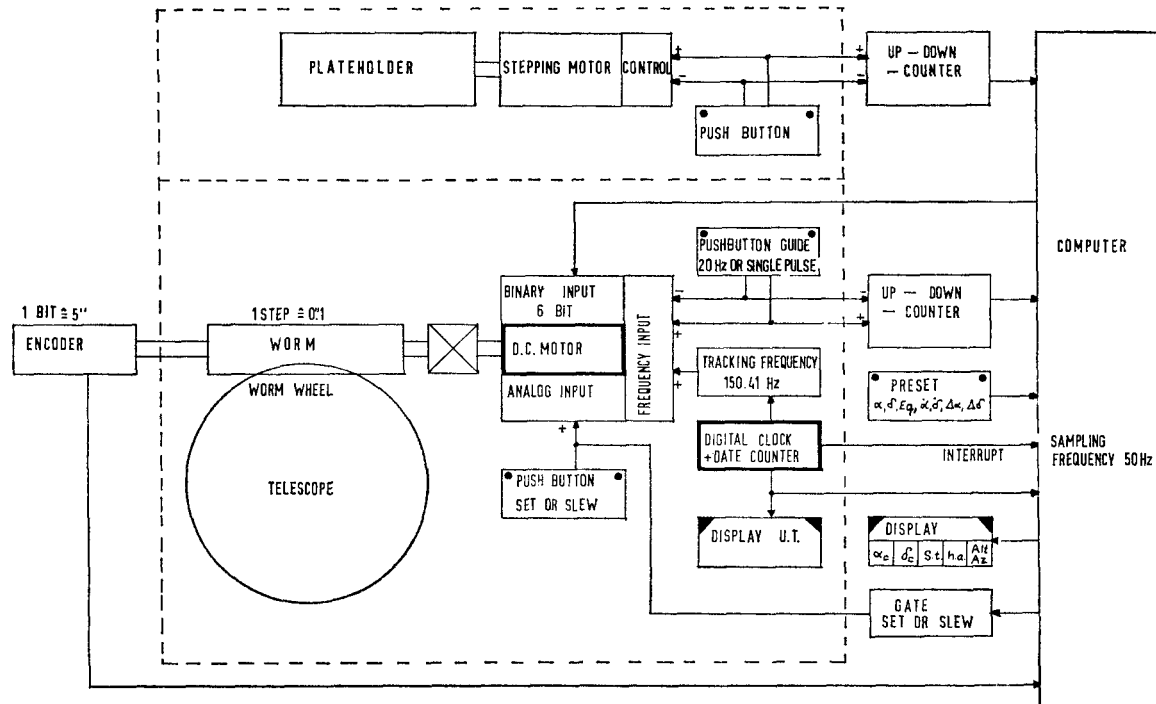 PLATEHOLDER
STEPPING MOTOR
CONTROL
+
−
+
−
UP - DOWN
- COUNTER
PUSH BUTTON
COMPUTER
PUSHBUTTON GUIDE
20 Hz OR SINGLE PULSE
BINARY INPUT
6 BIT
D.C. MOTOR
ANALOG INPUT
FREQUENCY INPUT
−
+
+
−
+
UP — DOWN
— COUNTER
1 BIT ≙ 5"
ENCODER
1 STEP ≙ 0."1
WORM
WORM WHEEL
TELESCOPE
TRACKING FREQUENCY
150.41 Hz
PRESET
α, δ, Eq, α̇, δ̇, Δα, Δδ
DIGITAL CLOCK
+DATE COUNTER
INTERRUPT
SAMPLING
FREQUENCY 50Hz
+
PUSH BUTTON
SET OR SLEW
DISPLAY U.T.
DISPLAY
αc δc S.t. h.a. Alt Az
GATE
SET OR SLEW